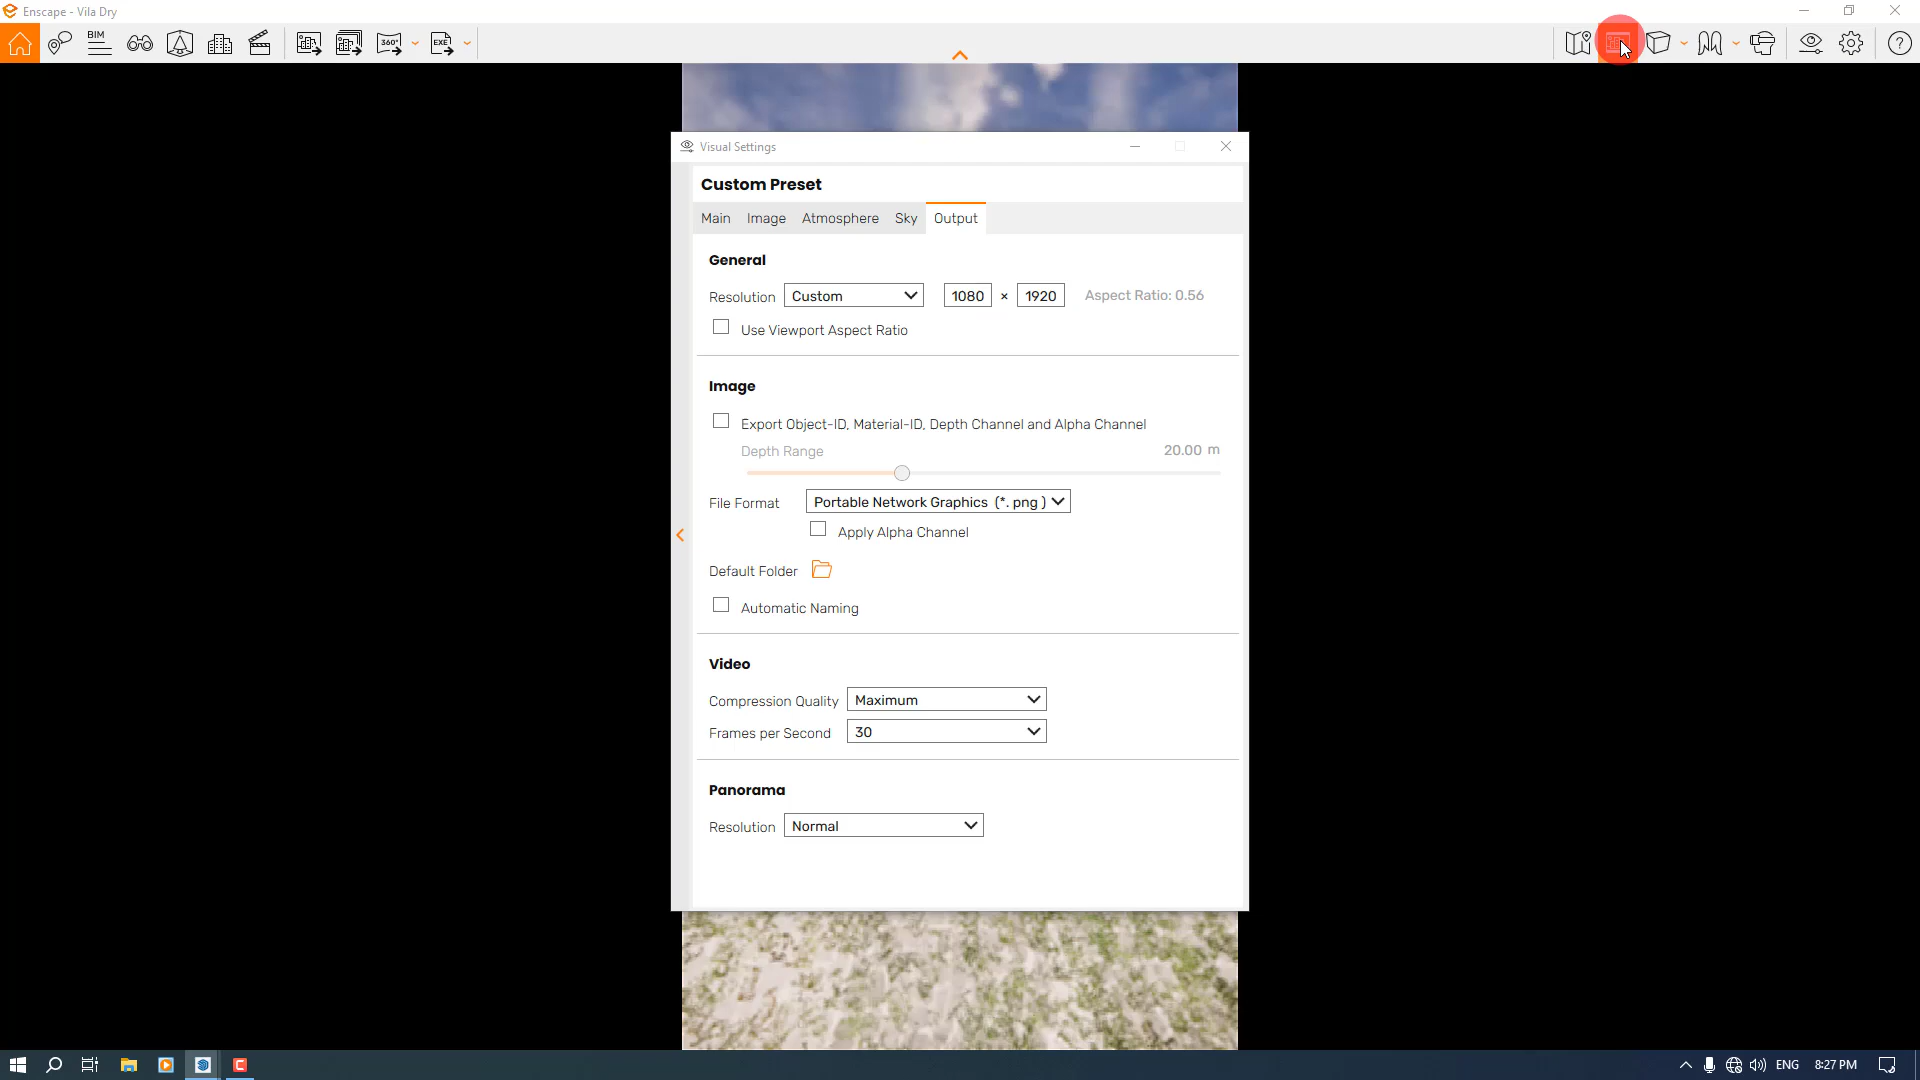 Enscape - Vila Dry
BIM
360°
EXE
Visual Settings
Custom Preset
Main Image Atmosphere Sky Output
General
Resolution Custom 1080 × 1920 Aspect Ratio: 0.56
Use Viewport Aspect Ratio
Image
Export Object-ID, Material-ID, Depth Channel and Alpha Channel
Depth Range 20.00 m
File Format Portable Network Graphics (*. png )
Apply Alpha Channel
Default Folder
Automatic Naming
Video
Compression Quality Maximum
Frames per Second 30
Panorama
Resolution Normal
ENG 8:27 PM